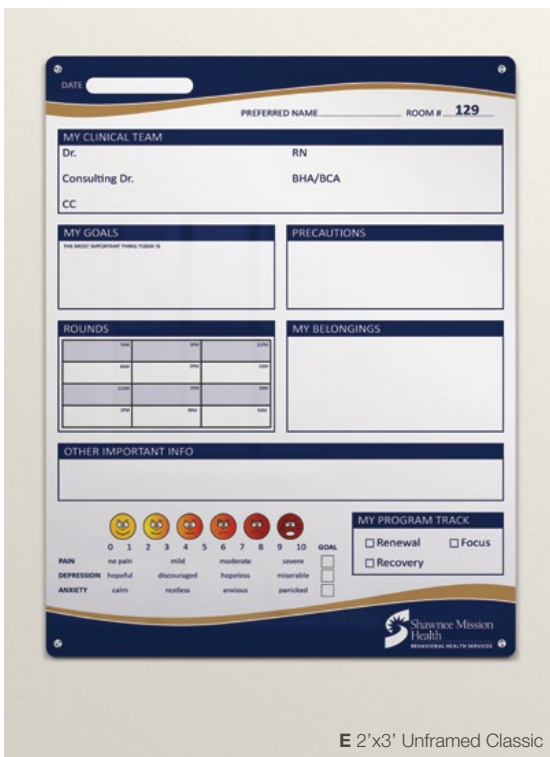 DATE
PREFERRED NAME ROOM # 129
MY CLINICAL TEAM
Dr. RN
Consulting Dr. BHA/BCA
CC
MY GOALS PRECAUTIONS
THE MOST IMPORTANT THING TODAY IS
ROUNDS MY BELONGINGS
OTHER IMPORTANT INFO
0 1 2 3 4 5 6 7 8 9 10 GOAL
PAIN no pain mild moderate severe
DEPRESSION hopeful discouraged hopeless miserable
ANXIETY calm restless anxious panicked
MY PROGRAM TRACK
Renewal Focus
Recovery
Shawnee Mission
Health
BEHAVIORAL HEALTH SERVICES
E 2'x3' Unframed Classic